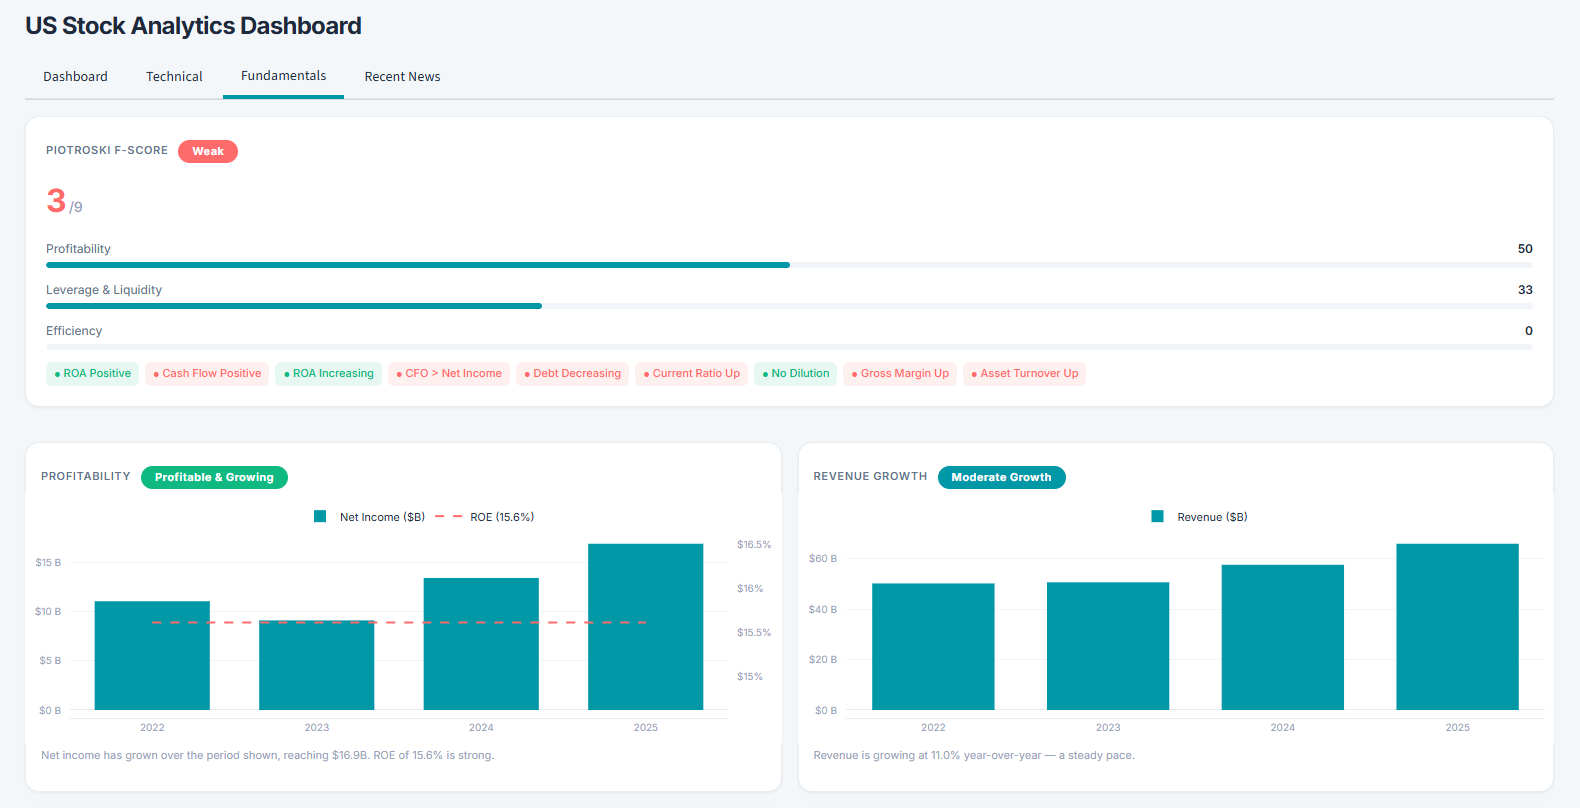 US Stock Analytics Dashboard
Dashboard Technical Fundamentals Recent News
PIOTROSKI F-SCORE Weak
3 /9
Profitability 50
Leverage & Liquidity 33
Efficiency 0
● ROA Positive ● Cash Flow Positive ● ROA Increasing ● CFO > Net Income ● Debt Decreasing ● Current Ratio Up ● No Dilution ● Gross Margin Up ● Asset Turnover Up
PROFITABILITY Profitable & Growing
Net Income ($B) ROE (15.6%)
$15 B
$10 B
$5 B
$0 B
$16.5%
$16%
$15.5%
$15%
2022 2023 2024 2025
Net income has grown over the period shown, reaching $16.9B. ROE of 15.6% is strong.
REVENUE GROWTH Moderate Growth
Revenue ($B)
$60 B
$40 B
$20 B
$0 B
2022 2023 2024 2025
Revenue is growing at 11.0% year-over-year — a steady pace.